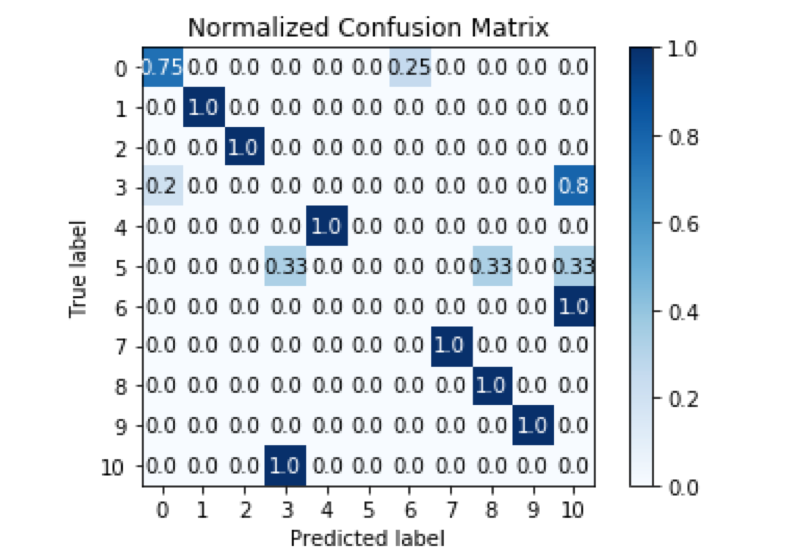 Normalized Confusion Matrix
0 0.75 0.0 0.0 0.0 0.0 0.0 0.25 0.0 0.0 0.0 0.0
1 0.0 1.0 0.0 0.0 0.0 0.0 0.0 0.0 0.0 0.0 0.0
2 0.0 0.0 1.0 0.0 0.0 0.0 0.0 0.0 0.0 0.0 0.0
3 0.2 0.0 0.0 0.0 0.0 0.0 0.0 0.0 0.0 0.0 0.8
4 0.0 0.0 0.0 0.0 1.0 0.0 0.0 0.0 0.0 0.0 0.0
5 0.0 0.0 0.0 0.33 0.0 0.0 0.0 0.0 0.33 0.0 0.33
6 0.0 0.0 0.0 0.0 0.0 0.0 0.0 0.0 0.0 0.0 1.0
7 0.0 0.0 0.0 0.0 0.0 0.0 0.0 1.0 0.0 0.0 0.0
8 0.0 0.0 0.0 0.0 0.0 0.0 0.0 0.0 1.0 0.0 0.0
9 0.0 0.0 0.0 0.0 0.0 0.0 0.0 0.0 0.0 1.0 0.0
10 0.0 0.0 0.0 1.0 0.0 0.0 0.0 0.0 0.0 0.0 0.0
0 1 2 3 4 5 6 7 8 9 10
Predicted label
True label
1.0
0.8
0.6
0.4
0.2
0.0